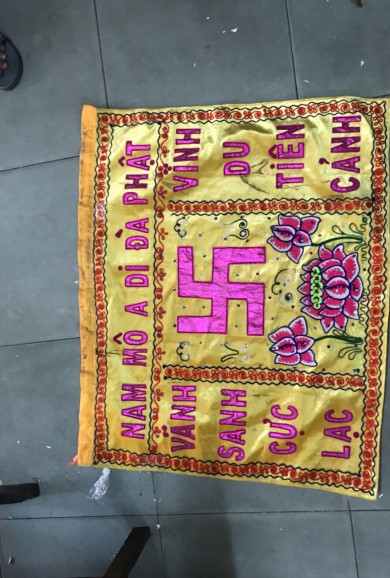 NAM MÔ A DI ĐÀ PHẬT
VÃNH
SANH
CỰC
LẠC
VĨNH
DU
TIÊN
CẢNH